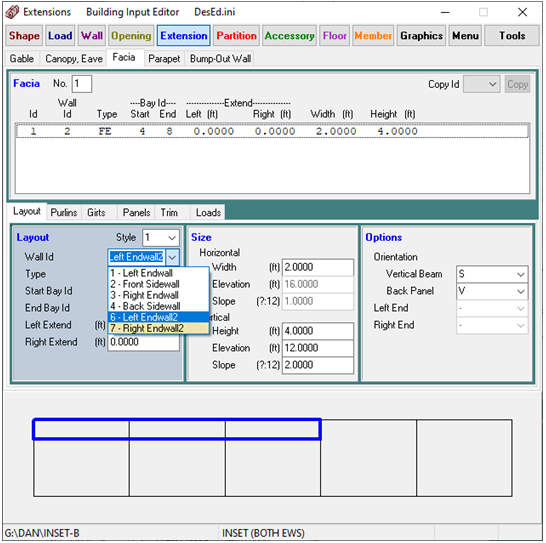 Extensions Building Input Editor DesEd.ini
Shape Load Wall Opening Extension Partition Accessory Floor Member Graphics Menu Tools
Gable Canopy, Eave Facia Parapet Bump-Out Wall
Facia No. 1 Copy Id Copy
Wall ----Bay Id---- --------------Extend--------------
Id Id Type Start End Left (ft) Right (ft) Width (ft) Height (ft)
1 2 FE 4 8 0.0000 0.0000 2.0000 4.0000
Layout Purlins Girts Panels Trim Loads
Layout Style 1
Wall Id Left Endwall2
Type
Start Bay Id
End Bay Id
Left Extend (ft)
Right Extend (ft) 0.0000
1 - Left Endwall
2 - Front Sidewall
3 - Right Endwall
4 - Back Sidewall
6 - Left Endwall2
7 - Right Endwall2
Size
Horizontal
Width (ft) 2.0000
Elevation (ft) 16.0000
Slope (?:12) 1.0000
rtical
Height (ft) 4.0000
Elevation (ft) 12.0000
Slope (?:12) 2.0000
Options
Orientation
Vertical Beam S
Back Panel V
Left End -
Right End -
G:\DAN\INSET-B INSET (BOTH EWS)